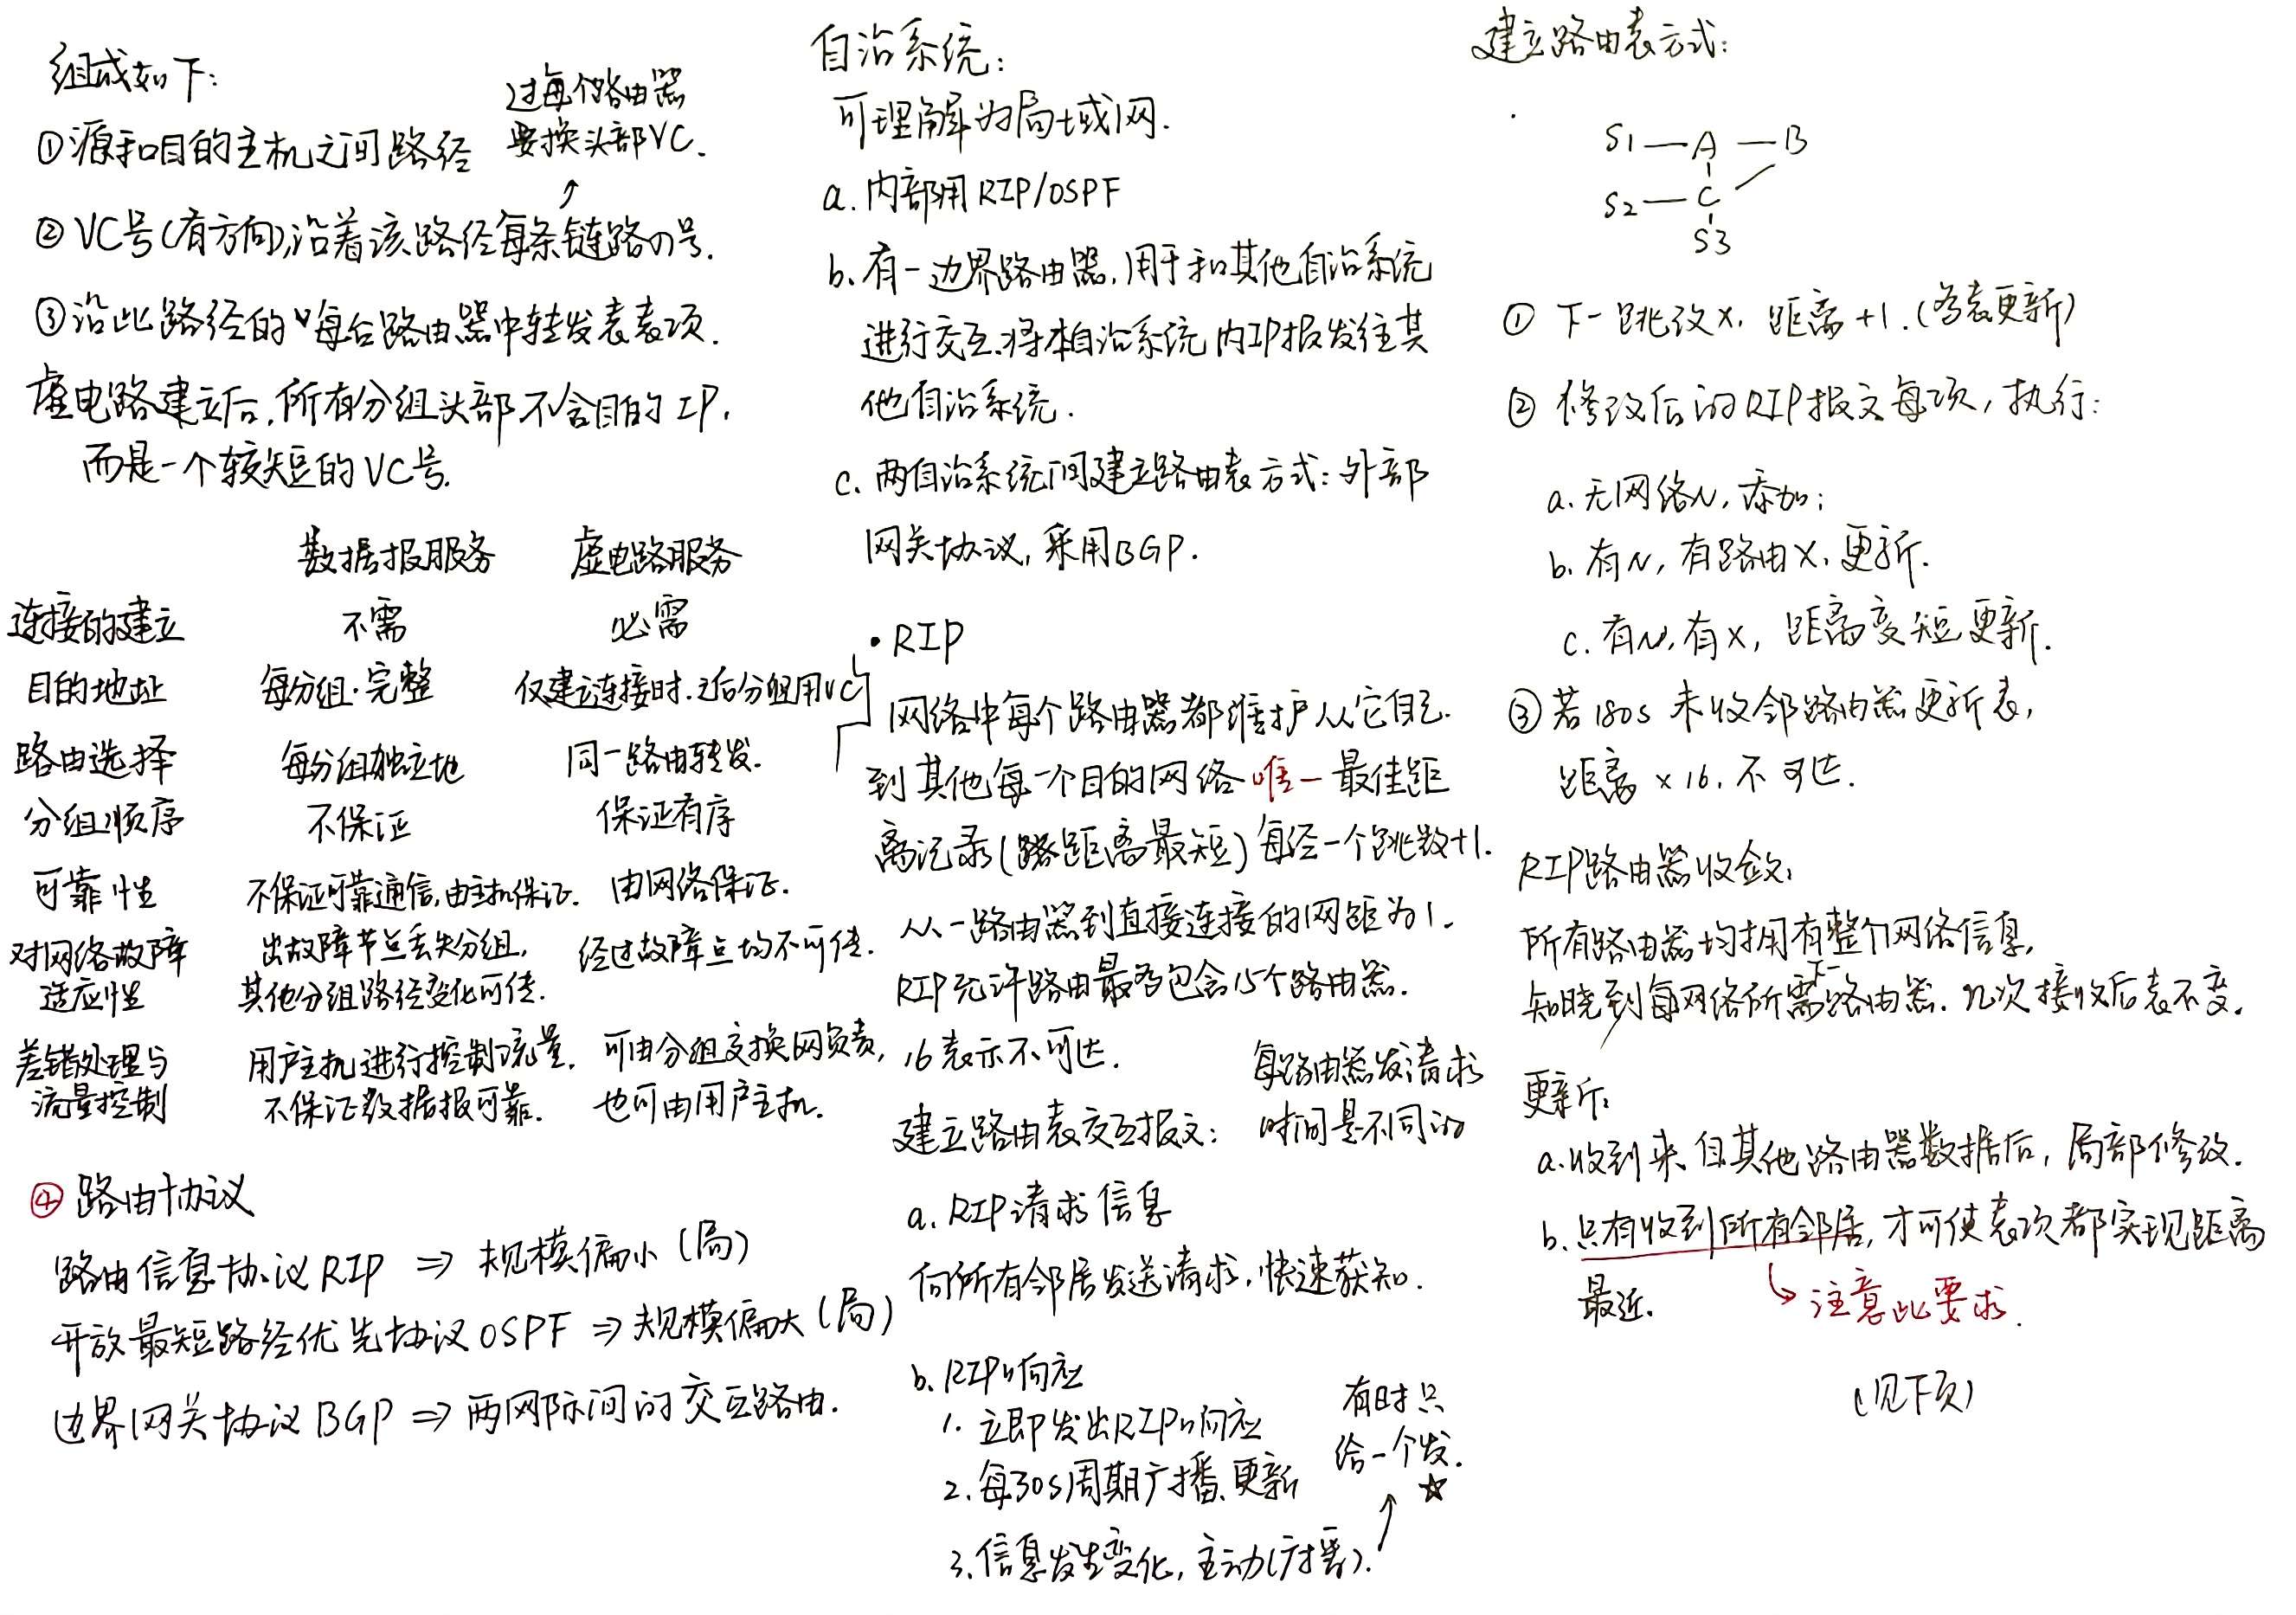 组成如下:
①源和目的主机之间路径
过每个路由器
要换头部VC.
②VC号(有方向),沿着该路径每条链路の号.
③沿此路径的每台路由器中转发表表项.
虚电路建立后,所有分组头部不含目的IP,
而是一个较短的VC号.
数据报服务 虚电路服务
连接的建立 不需 必需
目的地址 每分组·完整 仅建立连接时.之后分组用VC
路由选择 每分组独立地 同一路由转发.
分组顺序 不保证 保证有序
可靠性 不保证可靠通信,由主机保证. 由网络保证.
对网络故障 出故障节点丢失分组, 经过故障点均不可传.
适应性 其他分组路径变化可传.
差错处理与 用户主机进行控制流量. 可由分组交换网负责,
流量控制 不保证数据报可靠. 也可由用户主机.
④路由协议
路由信息协议RIP ⇒ 规模偏小(局)
开放最短路径优先协议OSPF ⇒ 规模偏大(局)
边界网关协议BGP ⇒ 两网际间的交互路由.
自治系统:
可理解为局域网.
a.内部用RIP/OSPF
b.有一边界路由器,用于和其他自治系统
进行交互.将本自治系统内IP报发往其
他自治系统.
c.两自治系统间建立路由表方式:外部
网关协议,采用BGP.
·RIP
网络中每个路由器都维护从它自己
到其他每一个目的网络唯一最佳距
离记录(路距离最短)每经一个跳数+1.
从一路由器到直接连接的网距为1.
RIP允许路由最多包含15个路由器.
16表示不可达.
每路由器发请求
时间是不同的
建立路由表交互报文:
a.RIP请求信息
向所有邻居发送请求,快速获知.
b.RIP响应
1.立即发出RIP响应
2.每30s周期广播更新
3.信息发生变化,主动(广播).
有时只
给一个发.
☆
建立路由表方式:
S1—A—B
S2—C
S3
①下一跳改X,距离+1.(为表更新)
②修改后的RIP报文每项,执行:
a.无网络N,添加;
b.有N,有路由X,更新.
c.有N,有X,距离变短更新.
③若180s未收邻路由器更新表,
距离×16,不可达.
RIP路由器收敛:
所有路由器均拥有整个网络信息,
知晓到每网络所需下一路由器.几次接收后表不变.
更新:
a.收到来自其他路由器数据后,局部修改.
b.只有收到所有邻居,才可使表项都实现距离
最近.
注意此要求.
(见下页)